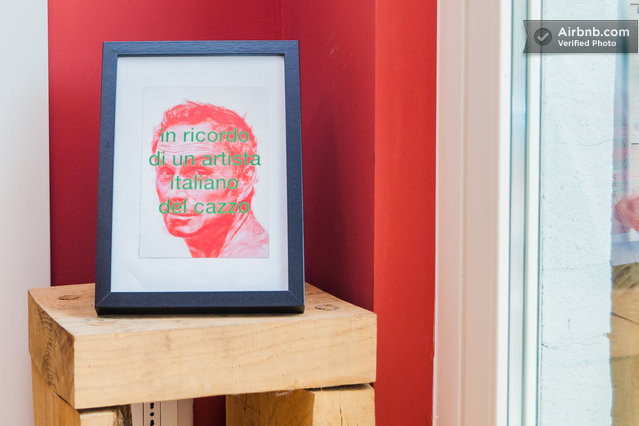 Airbnb.com
Verified Photo
in ricordo
di un artista
italiano
del cazzo